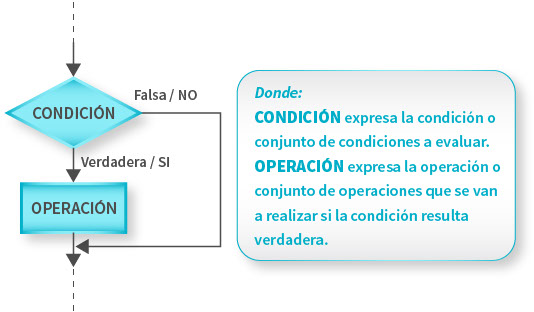 Falsa / NO
CONDICIÓN
Verdadera / SI
OPERACIÓN
Donde:
CONDICIÓN expresa la condición o
conjunto de condiciones a evaluar.
OPERACIÓN expresa la operación o
conjunto de operaciones que se van
a realizar si la condición resulta
verdadera.